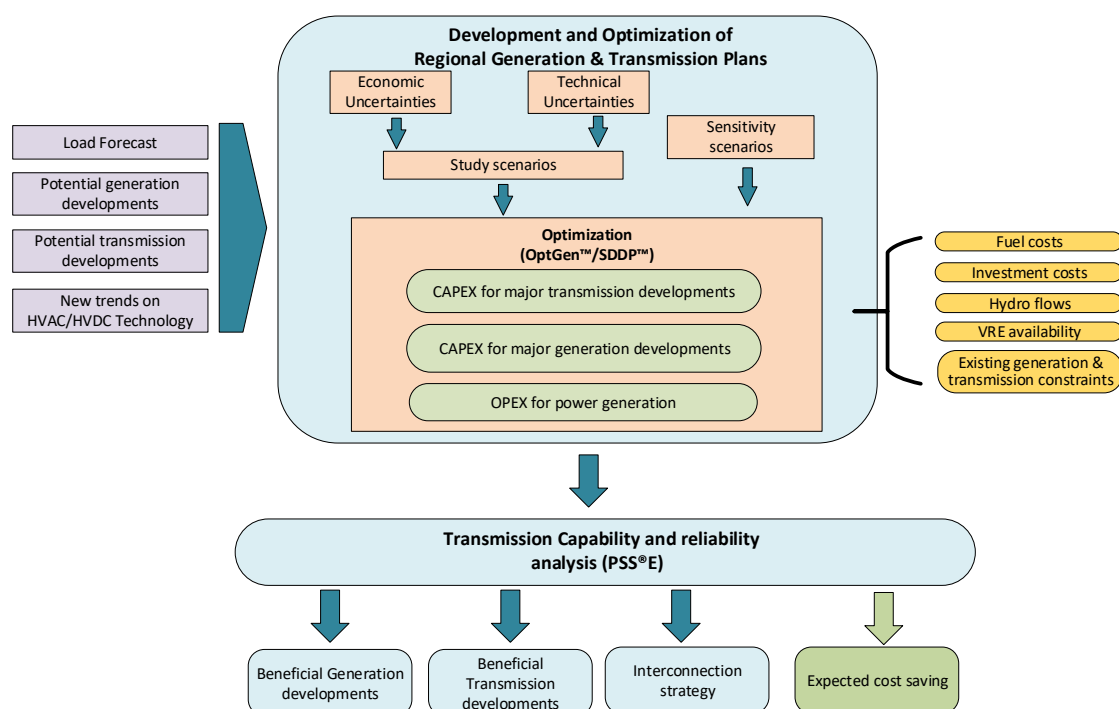 Development and Optimization of
Regional Generation & Transmission Plans
Economic
Uncertainties
Technical
Uncertainties
Sensitivity
scenarios
Study scenarios
Load Forecast
Potential generation
developments
Potential transmission
developments
New trends on
HVAC/HVDC Technology
Optimization
(OptGen™/SDDP™)
CAPEX for major transmission developments
CAPEX for major generation developments
OPEX for power generation
Fuel costs
Investment costs
Hydro flows
VRE availability
Existing generation &
transmission constraints
Transmission Capability and reliability
analysis (PSS®E)
Beneficial Generation
developments
Beneficial
Transmission
developments
Interconnection
strategy
Expected cost saving